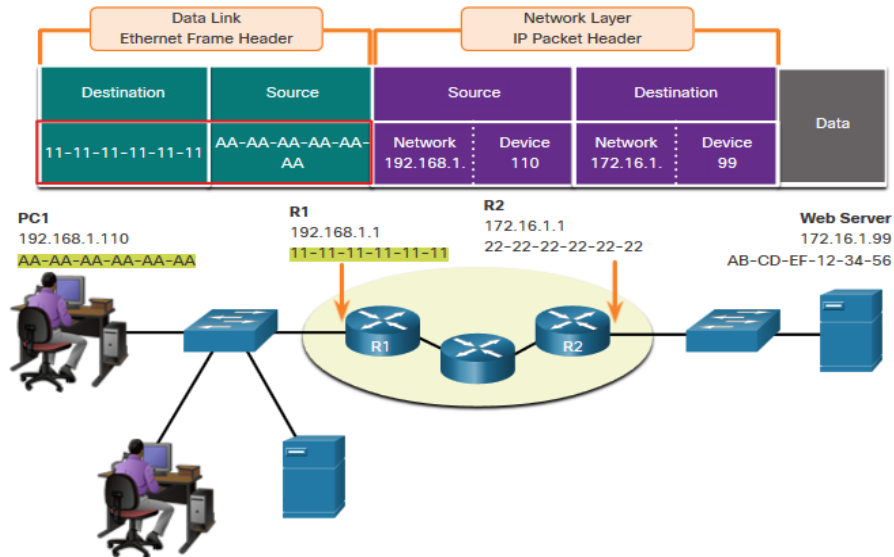 Data Link
Ethernet Frame Header
Network Layer
IP Packet Header
Destination
Source
Source
Destination
Data
11-11-11-11-11-11
AA-AA-AA-AA-AA-
AA
Network
192.168.1.
Device
110
Network
172.16.1.
Device
99
PC1
192.168.1.110
AA-AA-AA-AA-AA-AA
R1
192.168.1.1
11-11-11-11-11-11
R2
172.16.1.1
22-22-22-22-22-22
Web Server
172.16.1.99
AB-CD-EF-12-34-56
R1
R2